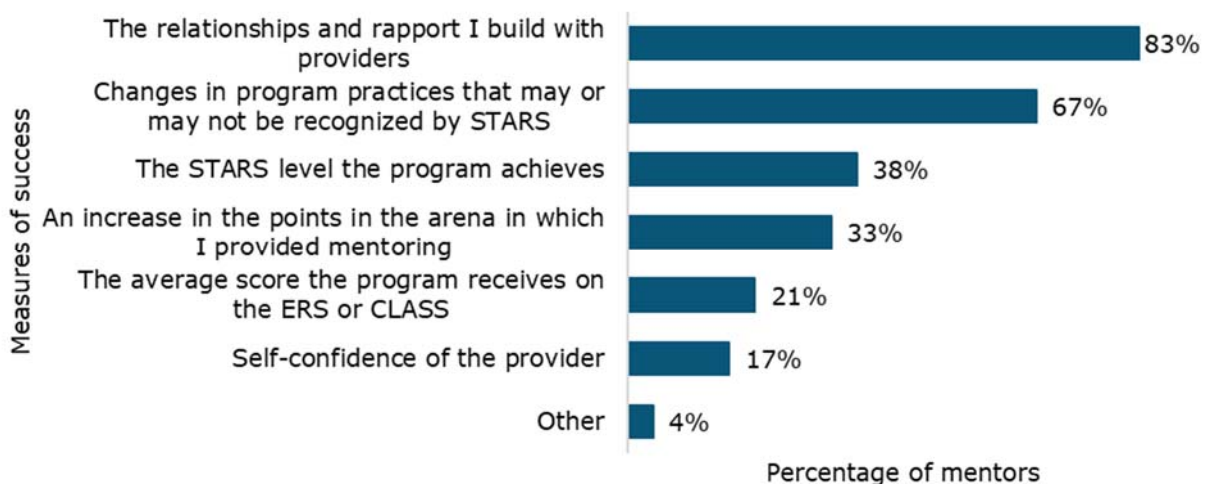 The relationships and rapport I build with
providers
83%
Changes in program practices that may or
may not be recognized by STARS
67%
The STARS level the program achieves
38%
An increase in the points in the arena in which
I provided mentoring
33%
The average score the program receives on
the ERS or CLASS
21%
Self-confidence of the provider
17%
Other
4%
Measures of success
Percentage of mentors